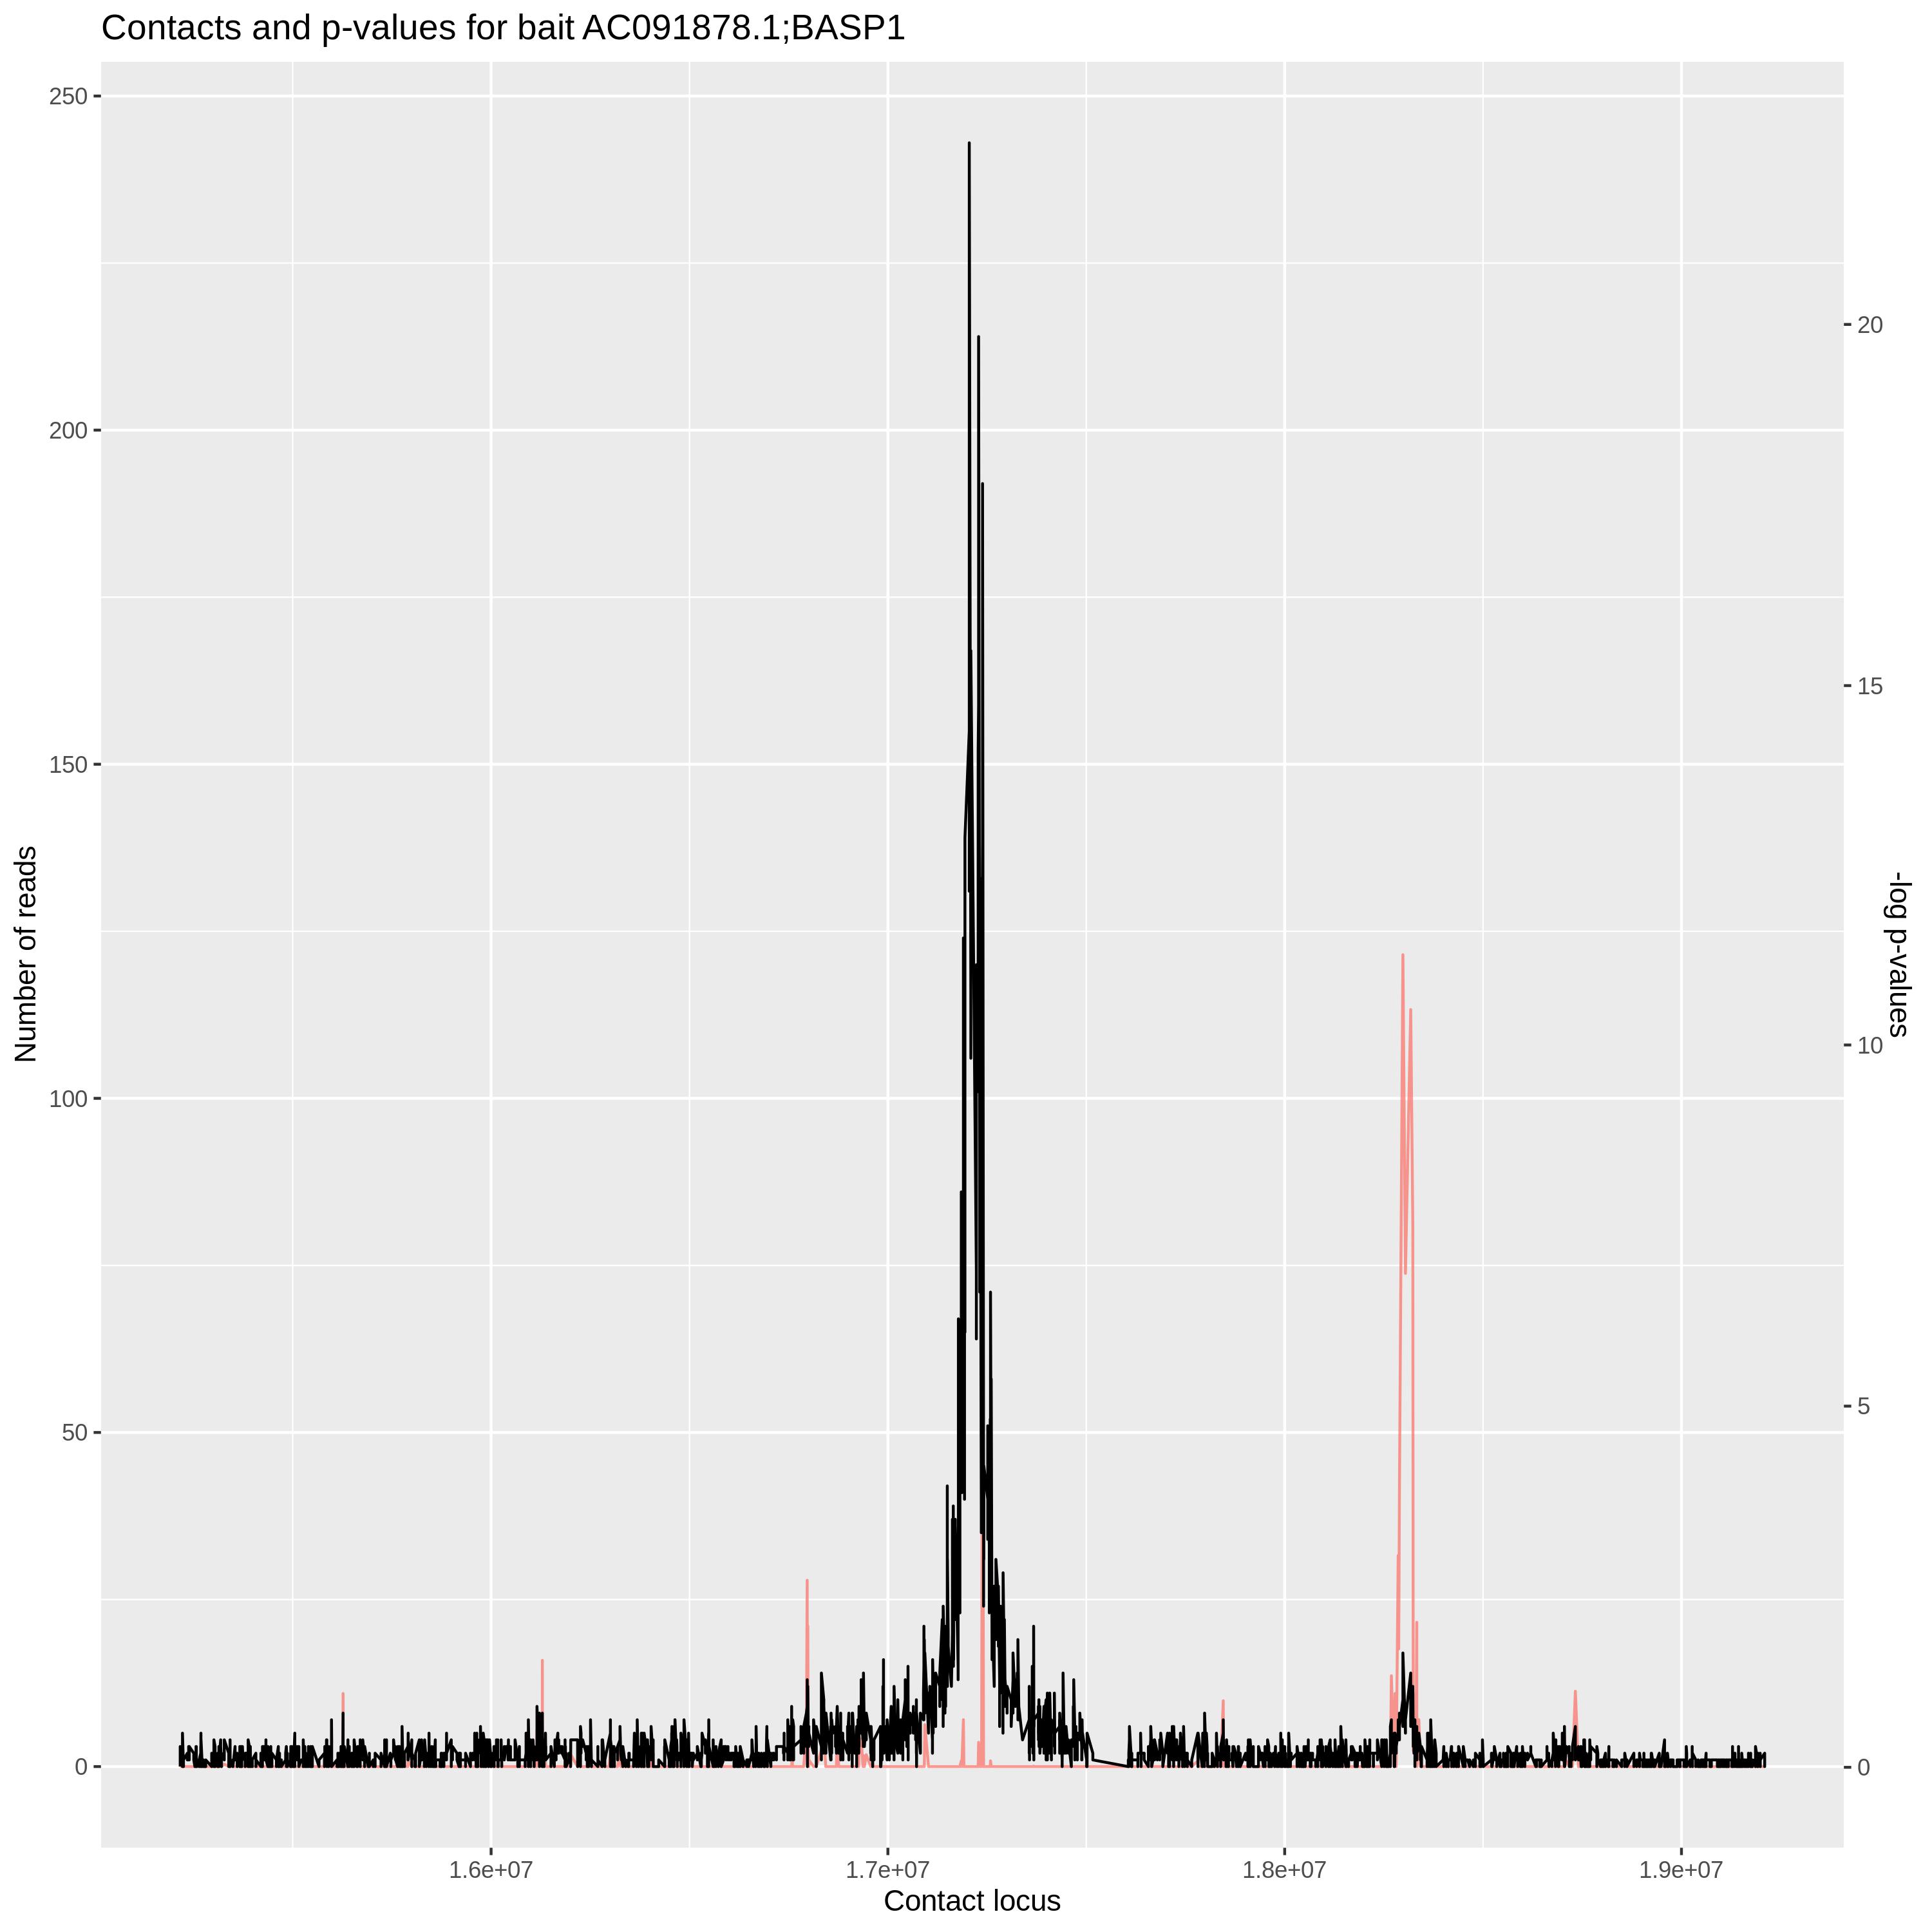 Contacts and p-values for bait AC091878.1;BASP1
250
200
150
100
50
0
Number of reads
20
15
10
5
0
-log p-values
1.6e+07
1.7e+07
1.8e+07
1.9e+07
Contact locus